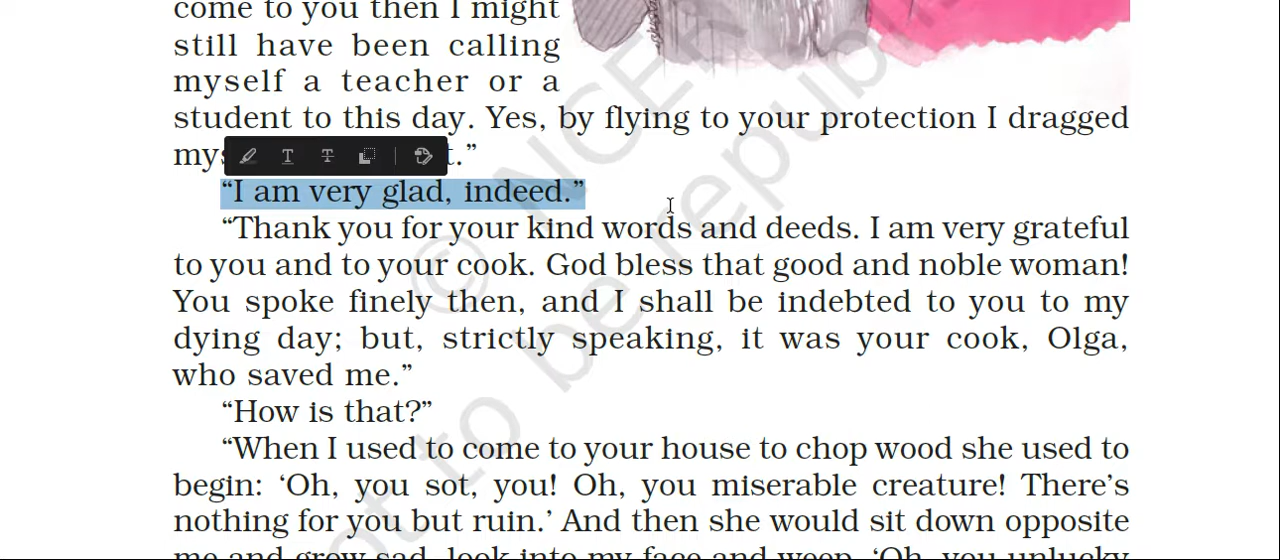 come to you then I might
still have been calling
myself a teacher or a
student to this day. Yes, by flying to your protection I dragged
“I am very glad, indeed.”
“Thank you for your kind words and deeds. I am very grateful
to you and to your cook. God bless that good and noble woman!
You spoke finely then, and I shall be indebted to you to my
dying day; but, strictly speaking, it was your cook, Olga,
who saved me.”
“How is that?”
“When I used to come to your house to chop wood she used to
begin: ‘Oh, you sot, you! Oh, you miserable creature! There’s
nothing for you but ruin.’ And then she would sit down opposite
me and grow sad, look into my face and weep. ‘Oh, you unlucky
© NCERT
not to be republished